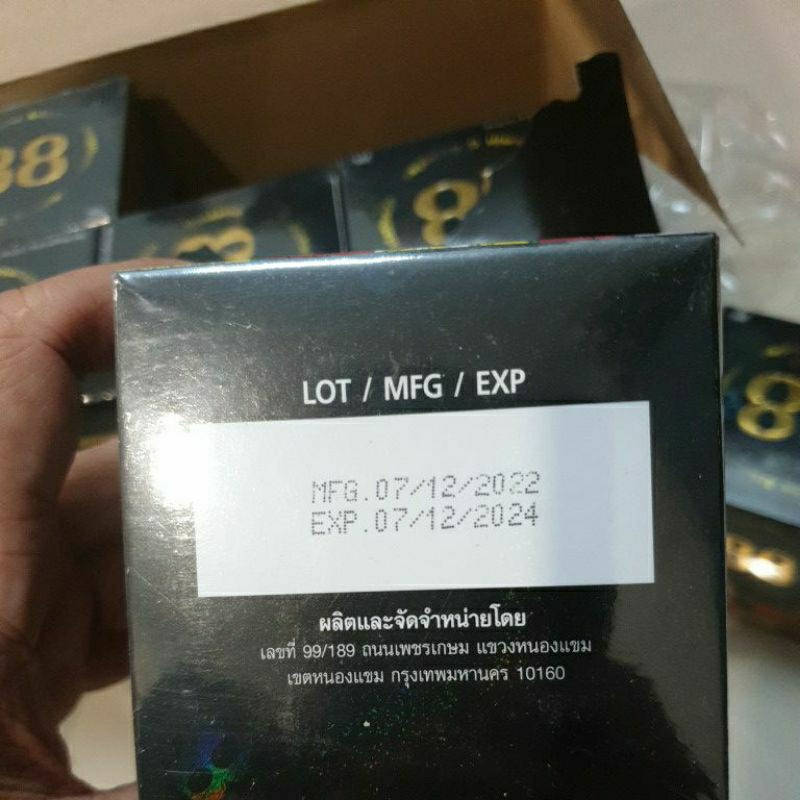 88
8
LOT / MFG / EXP
MFG.07/12/2022
EXP.07/12/2024
ผลิตและจัดจำหน่ายโดย
เลขที่ 99/189 ถนนเพชรเกษม แขวงหนองแขม
เขตหนองแขม กรุงเทพมหานคร 10160
8
88